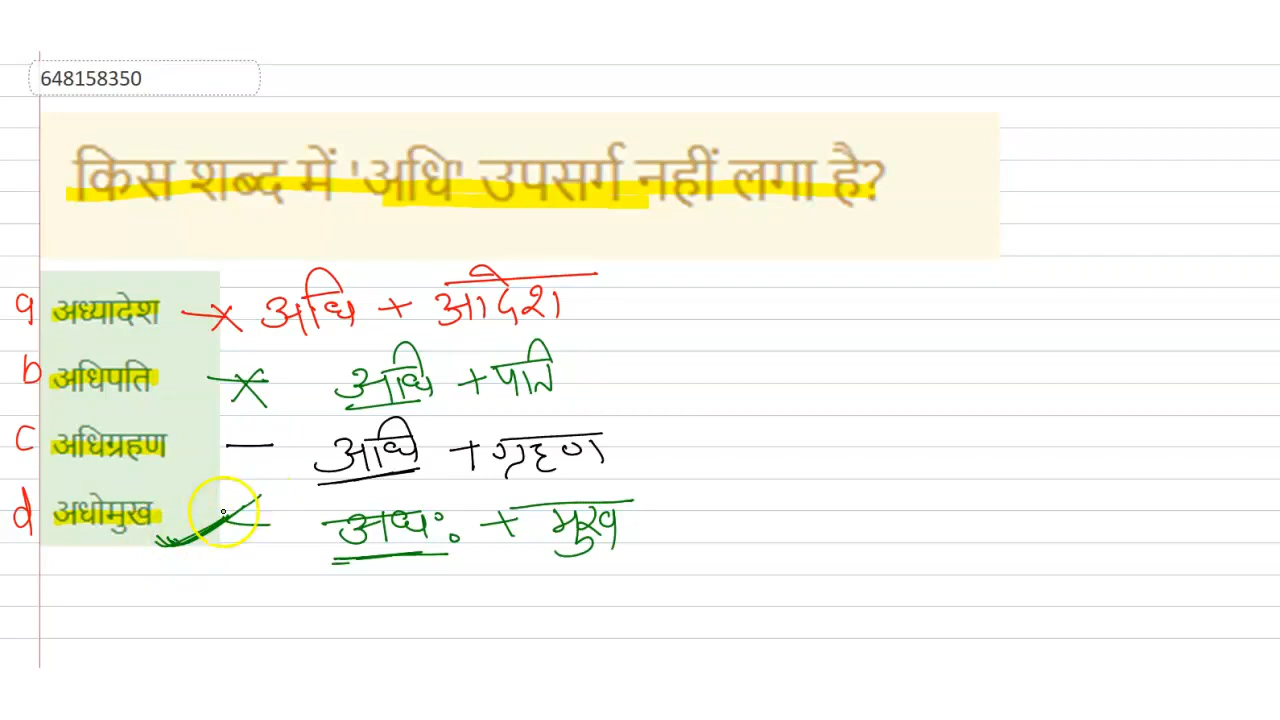 648158350
किस शब्द में 'अधि' उपसर्ग नहीं लगा है?
a अध्यादेश × अधि + आदेश
b अधिपति × अधि + पति
c अधिग्रहण — अधि + ग्रहण
d अधोमुख ✓ — अधः + मुख